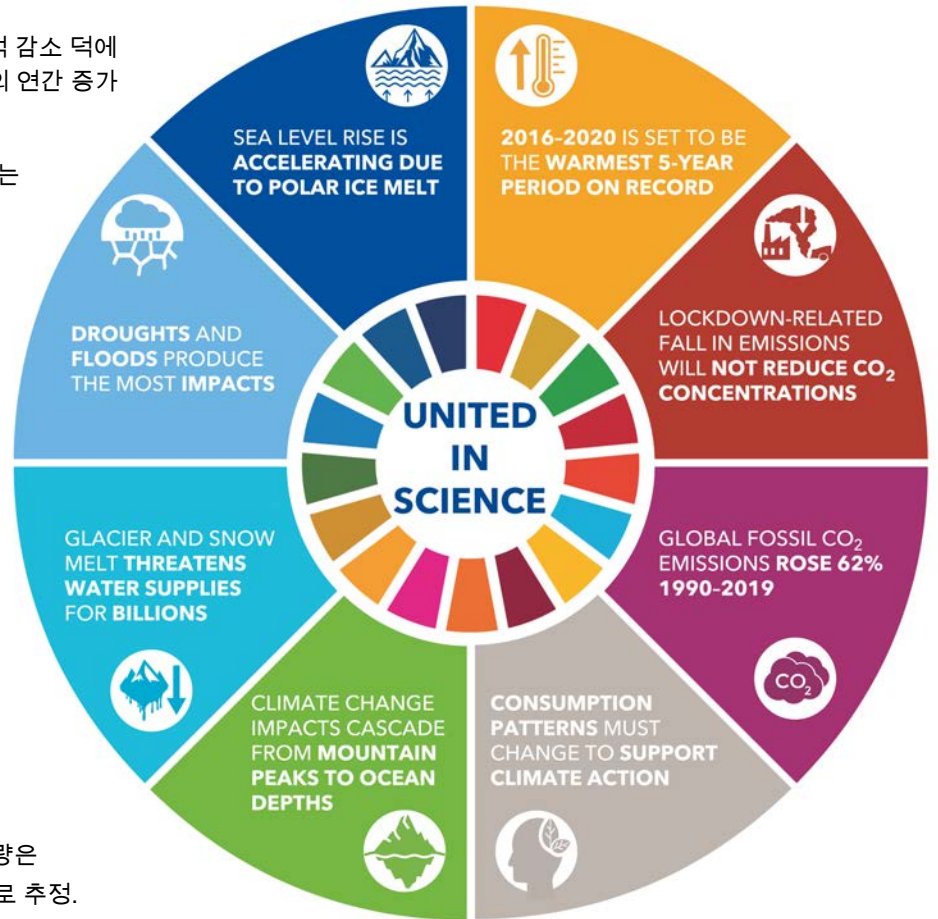 감소 덕에
연간 증가
는
SEA LEVEL RISE IS
ACCELERATING DUE
TO POLAR ICE MELT
2016–2020 IS SET TO BE
THE WARMEST 5-YEAR
PERIOD ON RECORD
LOCKDOWN-RELATED
FALL IN EMISSIONS
WILL NOT REDUCE CO₂
CONCENTRATIONS
GLOBAL FOSSIL CO₂
EMISSIONS ROSE 62%
1990–2019
CO₂
CONSUMPTION
PATTERNS MUST
CHANGE TO SUPPORT
CLIMATE ACTION
CLIMATE CHANGE
IMPACTS CASCADE
FROM MOUNTAIN
PEAKS TO OCEAN
DEPTHS
GLACIER AND SNOW
MELT THREATENS
WATER SUPPLIES
FOR BILLIONS
DROUGHTS AND
FLOODS PRODUCE
THE MOST IMPACTS
UNITED
IN
SCIENCE
량은
로 추정.